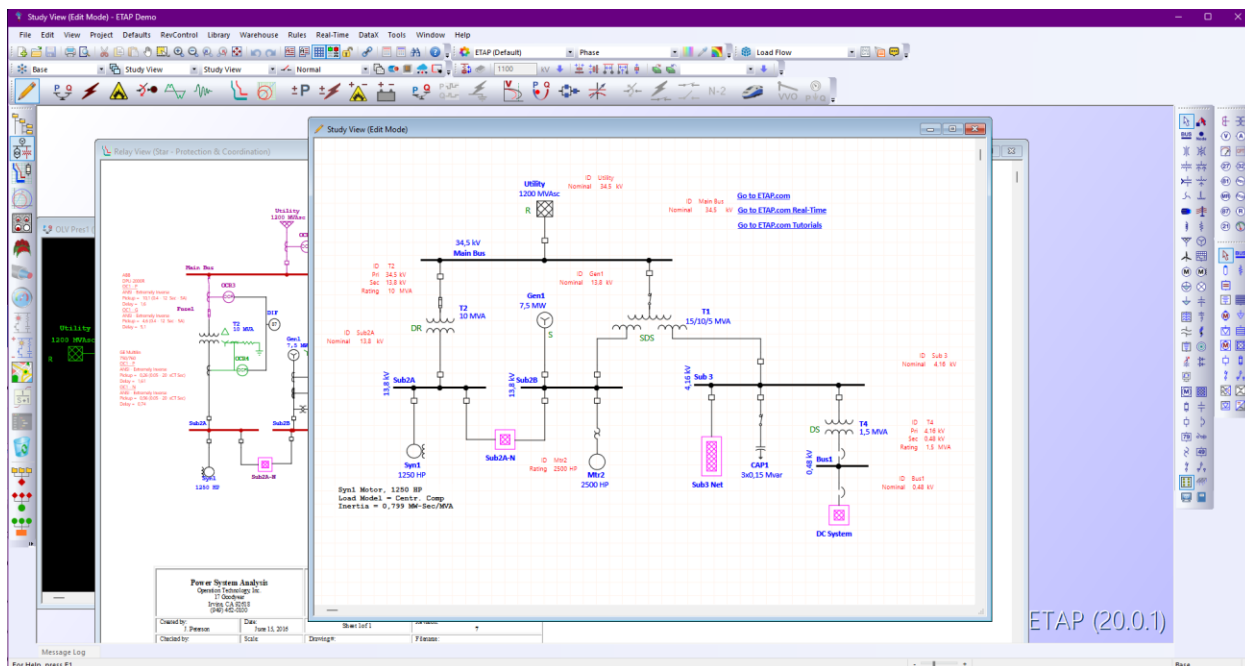 Study View (Edit Mode) - ETAP Demo
File Edit View Project Defaults RevControl Library Warehouse Rules Real-Time DataX Tools Window Help
ETAP (Default) Phase Load Flow
Base Study View Study View Normal 1100 kV
N-2 VVO
Study View (Edit Mode)
Relay View (Star - Protection & Coordination)
OLV Pres1
Utility
1200 MVAsc
R
Utility
1200 MVAsc
Main Bus
OCR3
Panel1
T2
10 MVA
DIF
87
OCR4
Gen1
Sub2A
Sub2B
Syn1
1250 HP
Sub2A-N
ID Utility
Nominal 34.5 kV
Utility
1200 MVAsc
R
ID Main Bus
Nominal 34.5 kV
Go to ETAP.com
Go to ETAP.com Real-Time
Go to ETAP.com Tutorials
34,5 kV
Main Bus
ID T2
Pri 34.5 kV
Sec 13.8 kV
Rating 10 MVA
ID Gen1
Nominal 13.8 kV
T2
10 MVA
DR
Gen1
7,5 MW
S
T1
15/10/5 MVA
SDS
ID Sub2A
Nominal 13.8 kV
ID Sub 3
Nominal 4.16 kV
13,8 kV
Sub2A
13,8 kV
Sub2B
4,16 kV
Sub 3
DS
T4
1,5 MVA
ID T4
Pri 4.16 kV
Sec 0.48 kV
Rating 1.5 MVA
Syn1
1250 HP
Sub2A-N
ID Mtr2
Rating 2500 HP
Mtr2
2500 HP
Sub3 Net
CAP1
3x0,15 Mvar
0,48 kV
Bus1
ID Bus1
Nominal 0.48 kV
DC System
Syn1 Motor, 1250 HP
Load Model = Centr. Comp
Inertia = 0,799 MW-Sec/MVA
Power System Analysis
Operation Technology, Inc.
17 Goodyear
Irvine, CA 92618
(949) 462-0100
Created by:
J. Peterson
Date:
June 15, 2016
Sheet 1 of 1
Checked by:
Scale
Drawing#:
Filename:
ETAP (20.0.1)
Message Log
For Help, press F1
Base